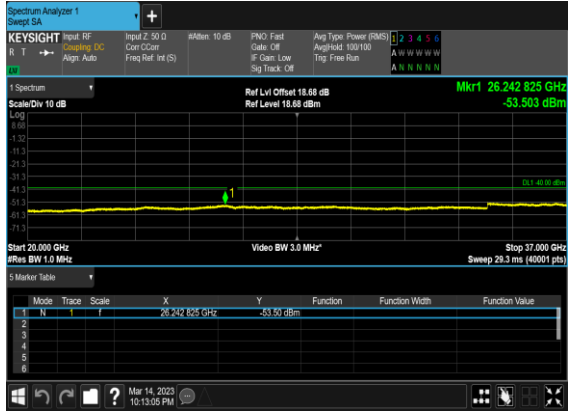 Spectrum Analyzer 1
Swept SA
KEYSIGHT Input: RF Input Z: 50 Ω #Atten: 10 dB PNO: Fast Avg Type: Power (RMS) 1 2 3 4 5 6
R T Coupling: DC Corr CCorr Gate: Off Avg|Hold: 100/100 A W W W W W
Align: Auto Freq Ref: Int (S) IF Gain: Low Trig: Free Run
LXI Sig Track: Off A N N N N N
1 Spectrum Ref Lvl Offset 18.68 dB Mkr1 26.242 825 GHz
Scale/Div 10 dB Ref Level 18.68 dBm -53.503 dBm
Log
8.68
-1.32
-11.3
-21.3
-31.3
DL1 -40.00 dBm
-41.3
1
-51.3
-61.3
-71.3
Start 20.000 GHz Video BW 3.0 MHz* Stop 37.000 GHz
#Res BW 1.0 MHz Sweep 29.3 ms (40001 pts)
5 Marker Table
Mode Trace Scale X Y Function Function Width Function Value
1 N 1 f 26.242 825 GHz -53.50 dBm
2
3
4
5
6
? Mar 14, 2023
10:13:05 PM